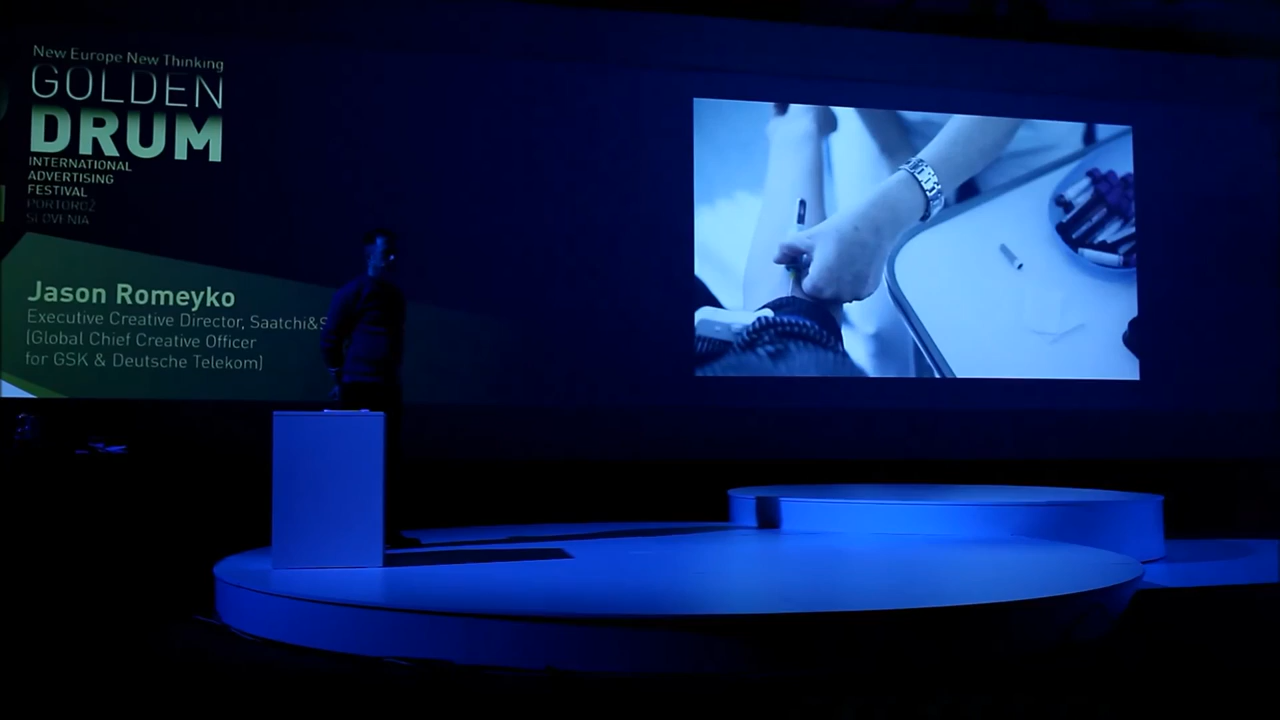 New Europe New Thinking
GOLDEN
DRUM
INTERNATIONAL
ADVERTISING
FESTIVAL
PORTOROŽ
SLOVENIA
Jason Romeyko
Executive Creative Director, Saatchi&S
(Global Chief Creative Officer
for GSK & Deutsche Telekom)